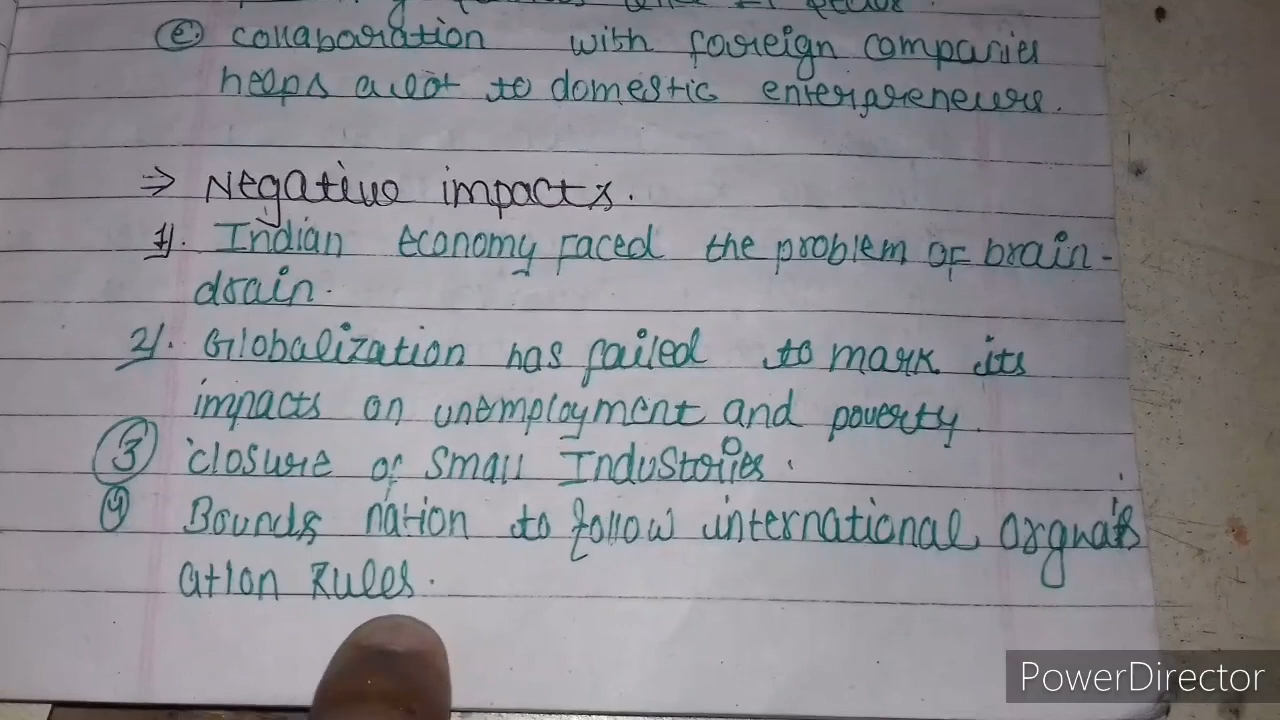 (e) collaboration with foreign companies
helps a lot to domestic enterpreneurs.
⇒ Negative impacts.
1). Indian economy faced the problem of brain-
drain.
2). Globalization has failed to mark its
impacts on unemployment and poverty.
(3) closure of small Industries.
(4) Bounds nation to follow international
ation Rules.
PowerDirector